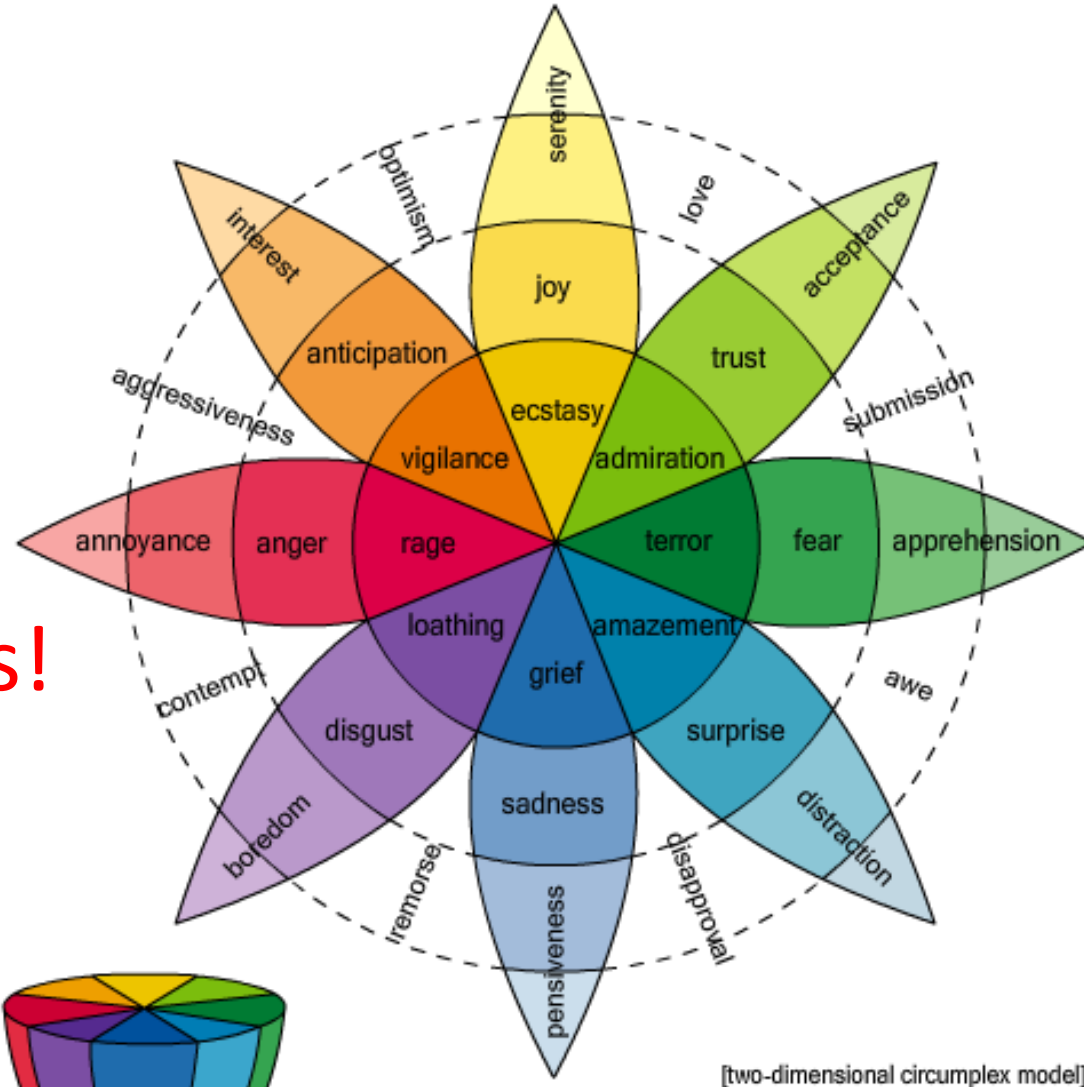 serenity
optimism
love
interest
acceptance
joy
anticipation
trust
aggressiveness
submission
ecstasy
vigilance
admiration
annoyance
anger
rage
terror
fear
apprehension
loathing
amazement
s!
grief
contempt
awe
disgust
surprise
sadness
boredom
distraction
remorse
disapproval
pensiveness
[two-dimensional circumplex model]